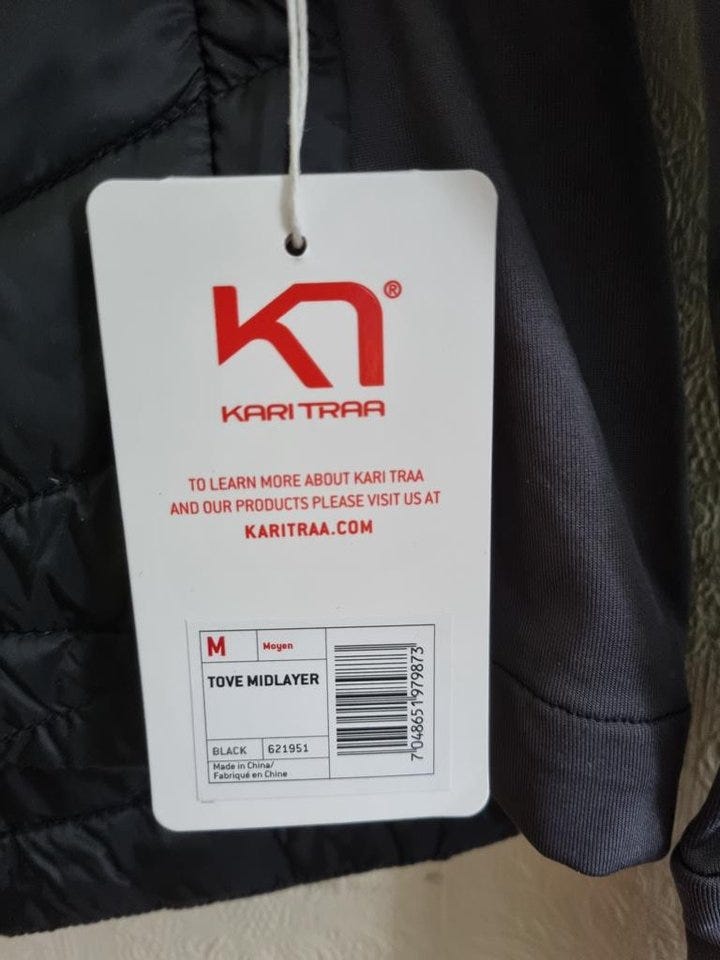 ®
KARI TRAA
TO LEARN MORE ABOUT KARI TRAA
AND OUR PRODUCTS PLEASE VISIT US AT
KARITRAA.COM
M Moyen
TOVE MIDLAYER
BLACK 621951
Made in China/
Fabriqué en Chine
7048651979873